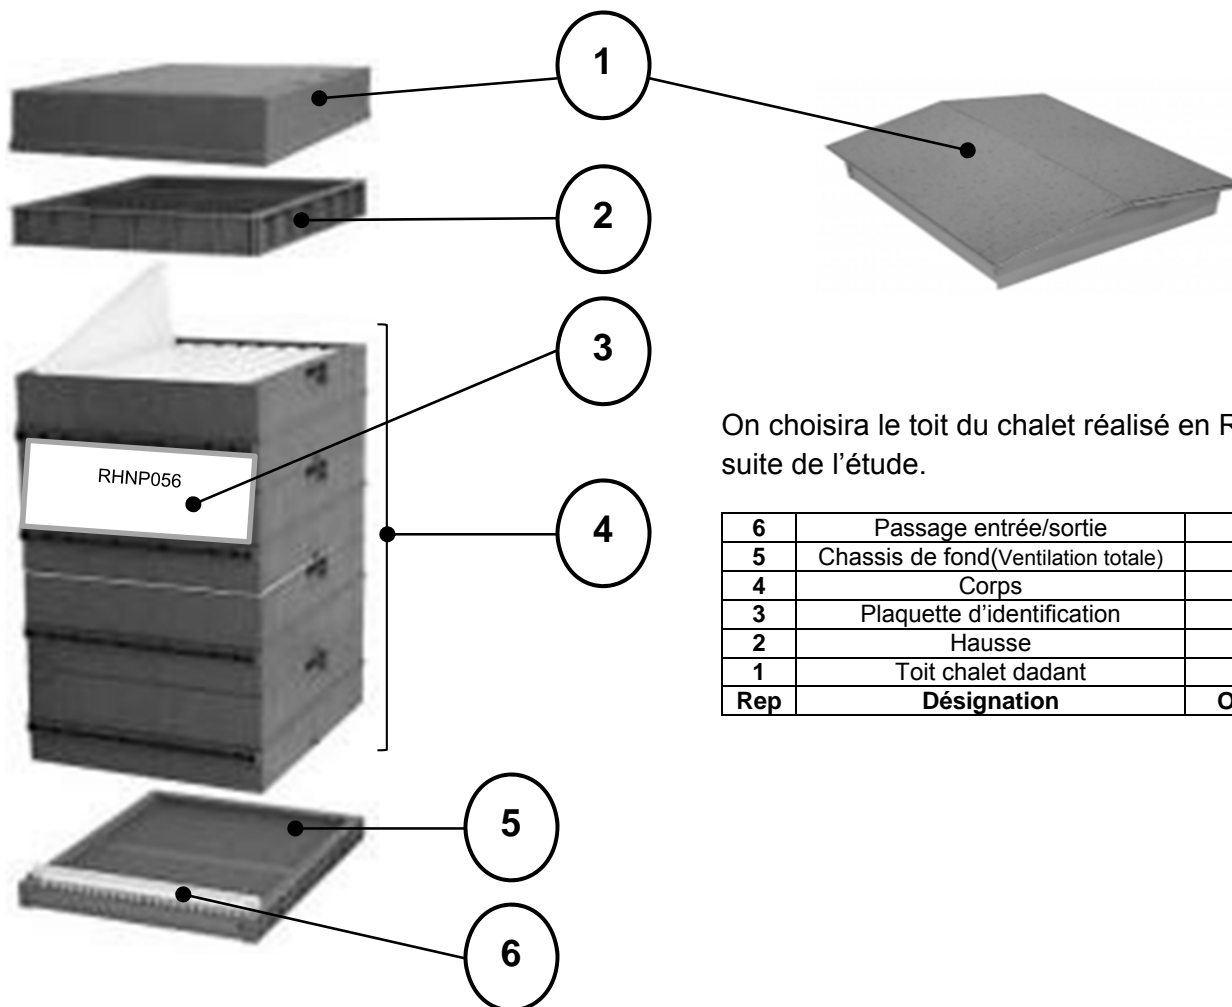 1
2
3
RHNP056
4
On choisira le toit du chalet réalisé en
suite de l'étude.
6 Passage entrée/sortie
5 Chassis de fond(Ventilation totale)
4 Corps
3 Plaquette d'identification
2 Hausse
1 Toit chalet dadant
Rep Désignation
5
6